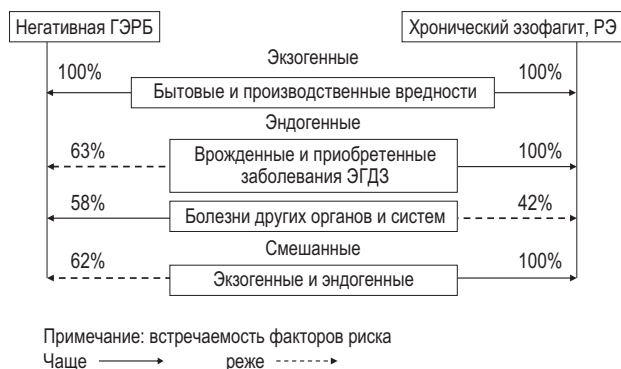 Негативная ГЭРБ
Хронический эзофагит, РЭ
Экзогенные
100%
100%
Бытовые и производственные вредности
Эндогенные
63%
Врожденные и приобретенные
заболевания ЭГДЗ
100%
58%
Болезни других органов и систем
42%
Смешанные
62%
Экзогенные и эндогенные
100%
Примечание: встречаемость факторов риска
Чаще реже